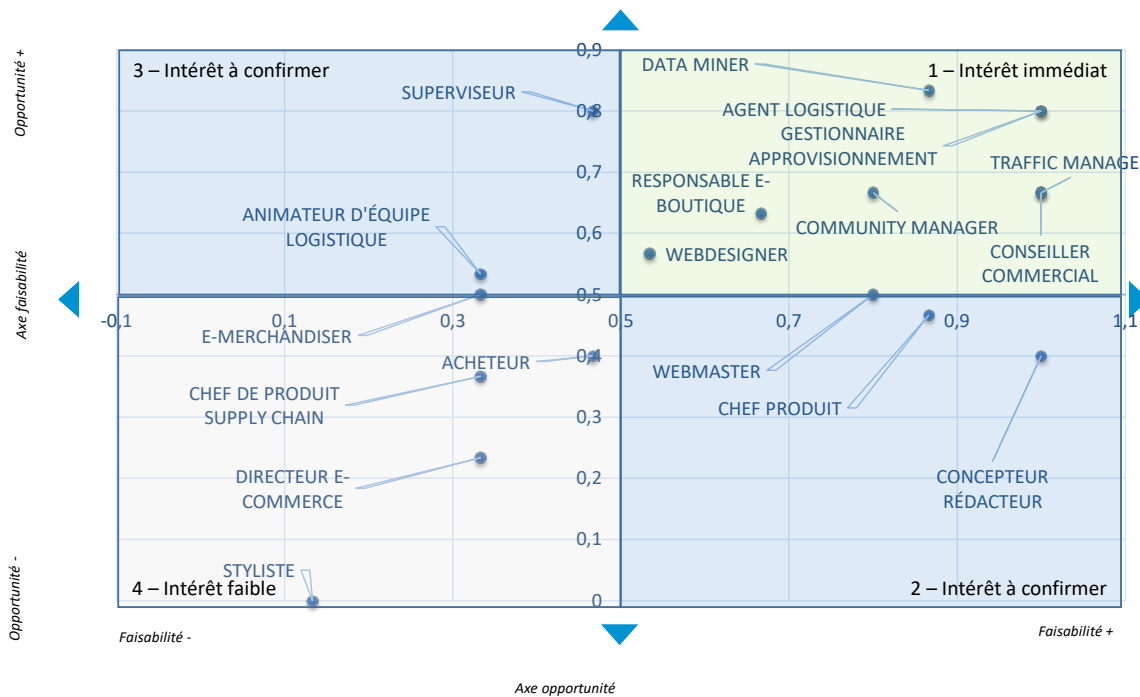 Opportunité +
Axe faisabilité
Opportunité -
3 – Intérêt à confirmer
1 – Intérêt immédiat
DATA MINER
SUPERVISEUR
AGENT LOGISTIQUE
GESTIONNAIRE
APPROVISIONNEMENT
TRAFFIC MANAGE
RESPONSABLE E-
BOUTIQUE
ANIMATEUR D'ÉQUIPE
LOGISTIQUE
COMMUNITY MANAGER
WEBDESIGNER
CONSEILLER
COMMERCIAL
0,9
0,8
0,7
0,6
0,5
0,4
0,3
0,2
0,1
0
-0,1
0,1
0,3
0,5
0,7
0,9
1,1
E-MERCHANDISER
ACHETEUR
WEBMASTER
CHEF DE PRODUIT
SUPPLY CHAIN
CHEF PRODUIT
DIRECTEUR E-
COMMERCE
CONCEPTEUR
RÉDACTEUR
STYLISTE
4 – Intérêt faible
2 – Intérêt à confirmer
Faisabilité -
Faisabilité +
Axe opportunité